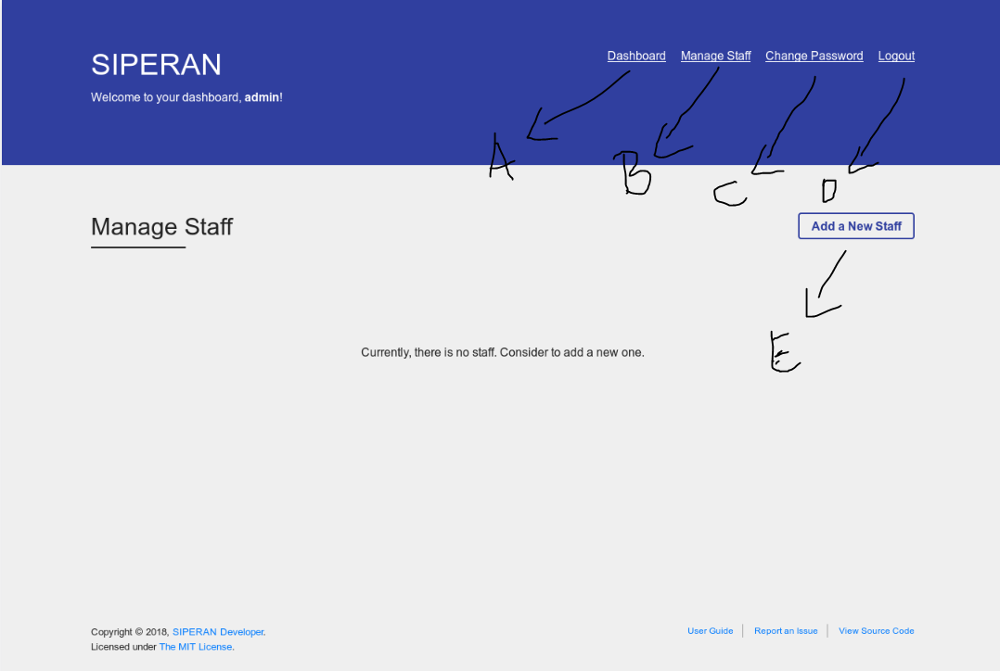 SIPERAN
Dashboard Manage Staff Change Password Logout
Welcome to your dashboard, admin!
A B C D
Manage Staff
Add a New Staff
E
Currently, there is no staff. Consider to add a new one.
Copyright © 2018, SIPERAN Developer.
Licensed under The MIT License.
User Guide Report an Issue View Source Code